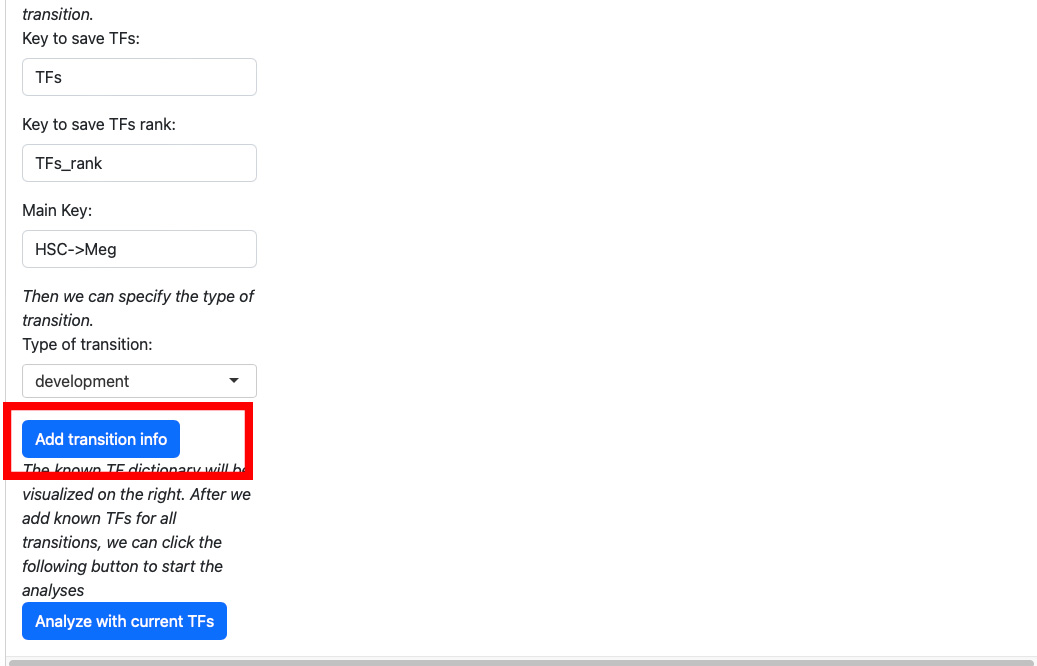 transition.
Key to save TFs:
TFs
Key to save TFs rank:
TFs_rank
Main Key:
HSC->Meg
Then we can specify the type of
transition.
Type of transition:
development
Add transition info
The known TF dictionary will be
visualized on the right. After we
add known TFs for all
transitions, we can click the
following button to start the
analyses
Analyze with current TFs